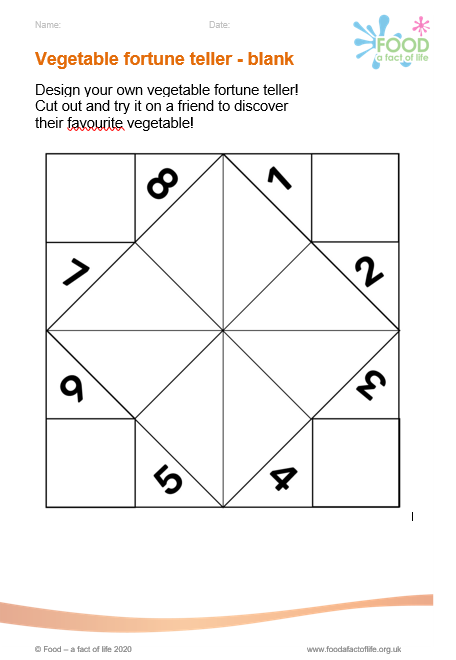 Name:
Date:
FOOD
a fact of life
Vegetable fortune teller - blank
Design your own vegetable fortune teller!
Cut out and try it on a friend to discover
their favourite vegetable!
8
1
7
2
6
3
5
4
© Food – a fact of life 2020
www.foodafactoflife.org.uk